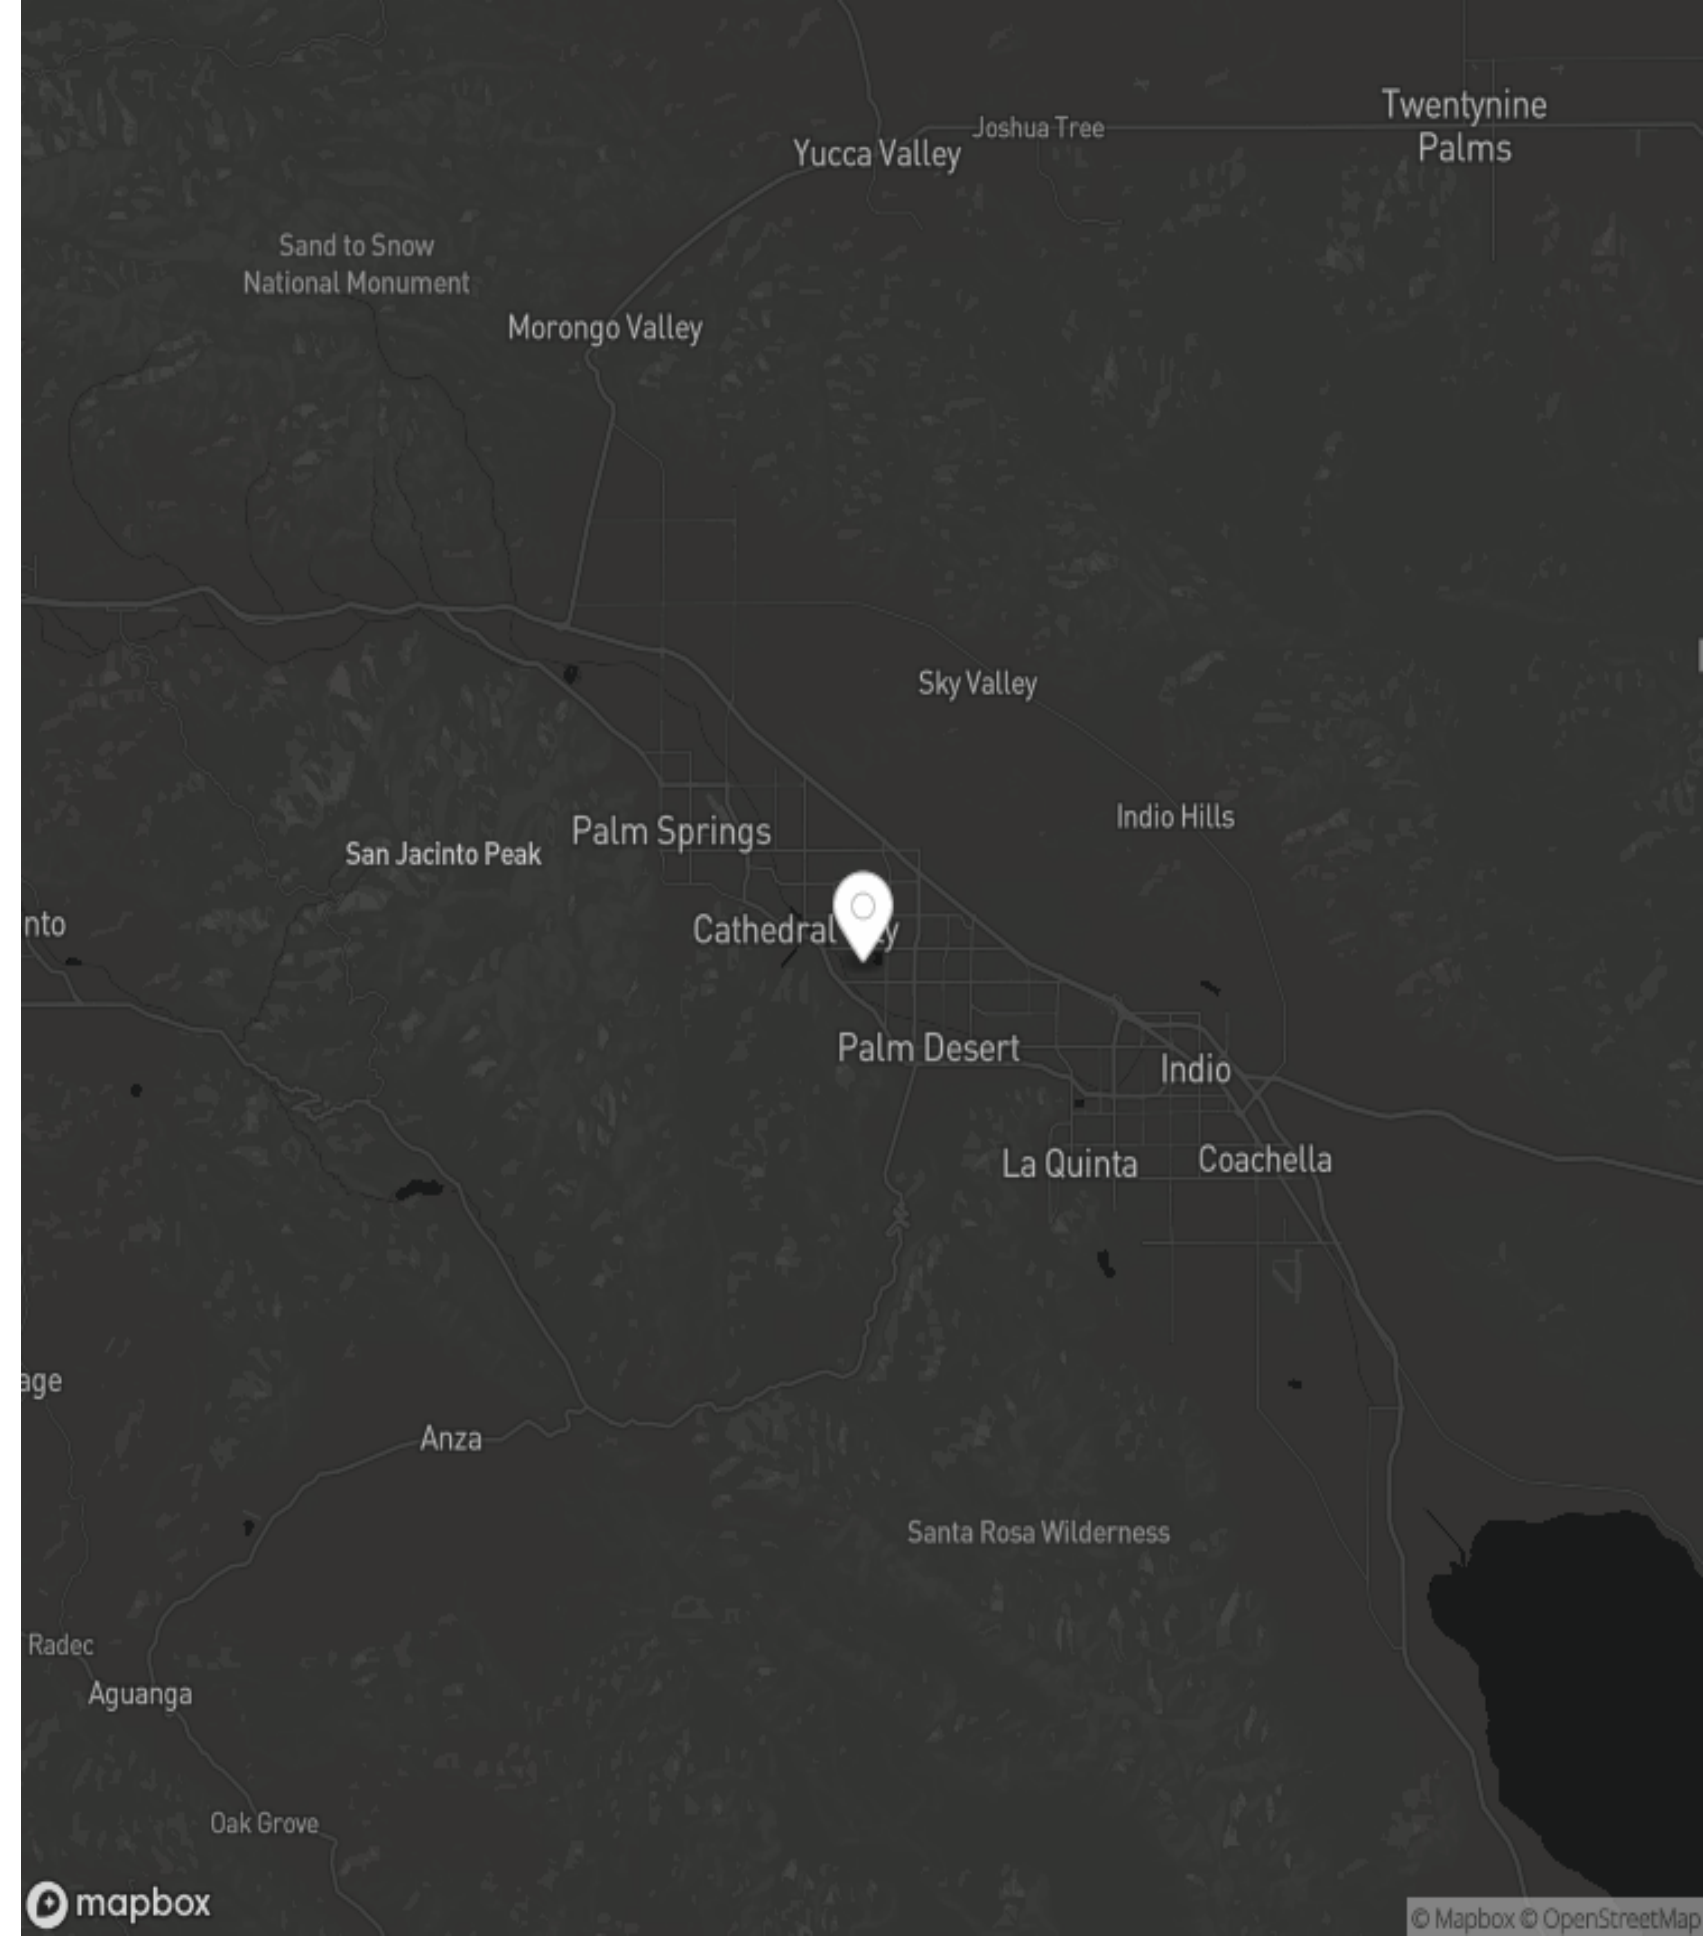 Twentynine
Palms
Joshua Tree
Yucca Valley
Sand to Snow
National Monument
Morongo Valley
Sky Valley
Indio Hills
Palm Springs
San Jacinto Peak
nto
Cathedral
Palm Desert
Indio
La Quinta
Coachella
age
Anza
Santa Rosa Wilderness
Radec
Aguanga
Oak Grove
mapbox
© Mapbox © OpenStreetMap